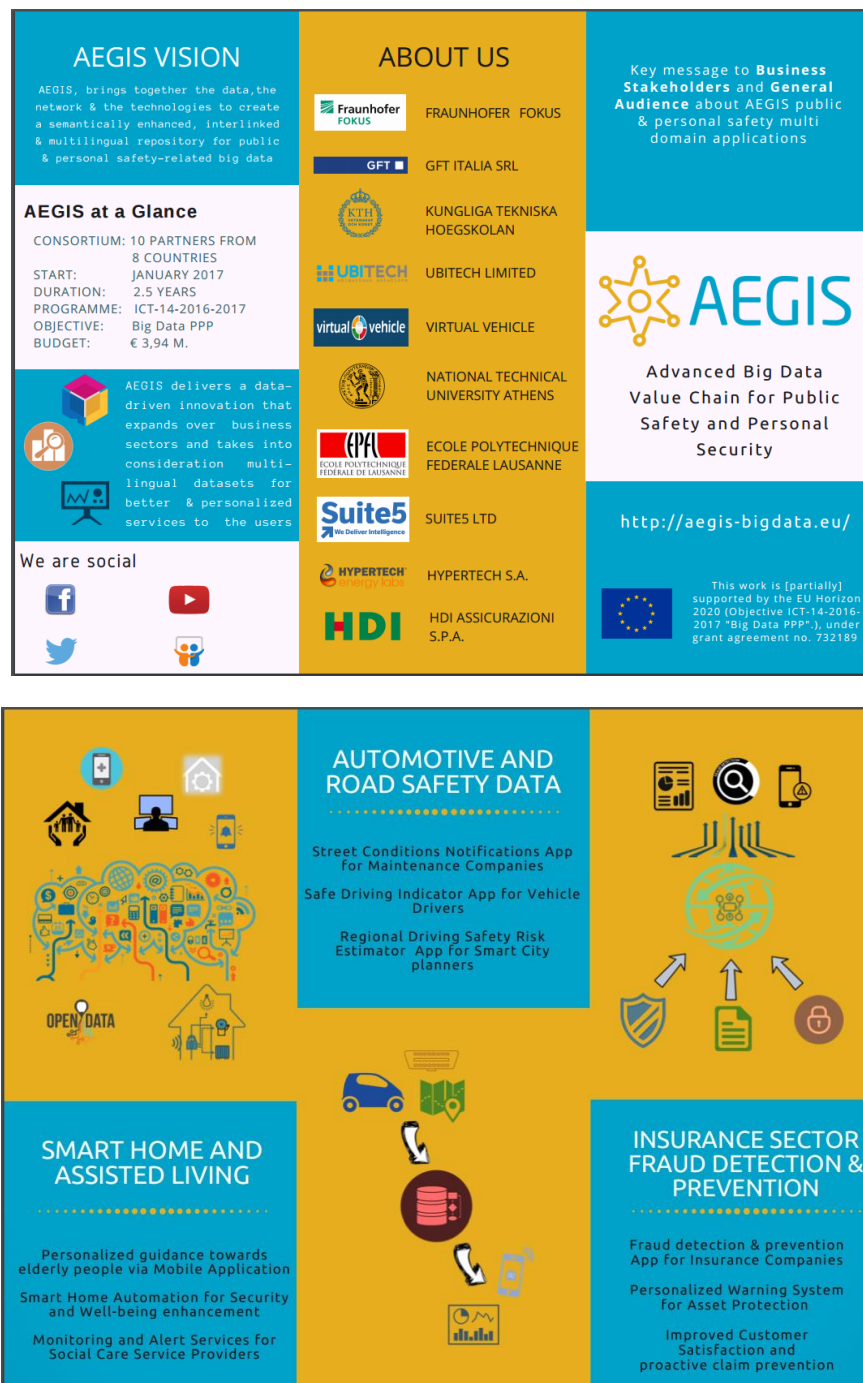 AEGIS VISION
AEGIS, brings together the data,the
network & the technologies to create
a semantically enhanced, interlinked
& multilingual repository for public
& personal safety-related big data
AEGIS at a Glance
CONSORTIUM: 10 PARTNERS FROM
8 COUNTRIES
START: JANUARY 2017
DURATION: 2.5 YEARS
PROGRAMME: ICT-14-2016-2017
OBJECTIVE: Big Data PPP
BUDGET: € 3,94 M.
AEGIS delivers a data-
driven innovation that
expands over business
sectors and takes into
consideration multi-
lingual datasets for
better & personalized
services to the users
We are social
ABOUT US
Fraunhofer
FOKUS
FRAUNHOFER FOKUS
GFT
GFT ITALIA SRL
KTH
KUNGLIGA TEKNISKA
HOEGSKOLAN
UBITECH
UBITECH LIMITED
virtual vehicle
VIRTUAL VEHICLE
NATIONAL TECHNICAL
UNIVERSITY ATHENS
EPFL
ÉCOLE POLYTECHNIQUE
FÉDÉRALE DE LAUSANNE
ECOLE POLYTECHNIQUE
FEDERALE LAUSANNE
Suite5
We Deliver Intelligence
SUITE5 LTD
HYPERTECH
energy labs
HYPERTECH S.A.
HDI
HDI ASSICURAZIONI
S.P.A.
Key message to Business
Stakeholders and General
Audience about AEGIS public
& personal safety multi
domain applications
AEGIS
Advanced Big Data
Value Chain for Public
Safety and Personal
Security
http://aegis-bigdata.eu/
This work is [partially]
supported by the EU Horizon
2020 (Objective ICT-14-2016-
2017 "Big Data PPP".), under
grant agreement no. 732189
OPEN DATA
SMART HOME AND
ASSISTED LIVING
Personalized guidance towards
elderly people via Mobile Application
Smart Home Automation for Security
and Well-being enhancement
Monitoring and Alert Services for
Social Care Service Providers
AUTOMOTIVE AND
ROAD SAFETY DATA
Street Conditions Notifications App
for Maintenance Companies
Safe Driving Indicator App for Vehicle
Drivers
Regional Driving Safety Risk
Estimator App for Smart City
planners
INSURANCE SECTOR
FRAUD DETECTION &
PREVENTION
Fraud detection & prevention
App for Insurance Companies
Personalized Warning System
for Asset Protection
Improved Customer
Satisfaction and
proactive claim prevention